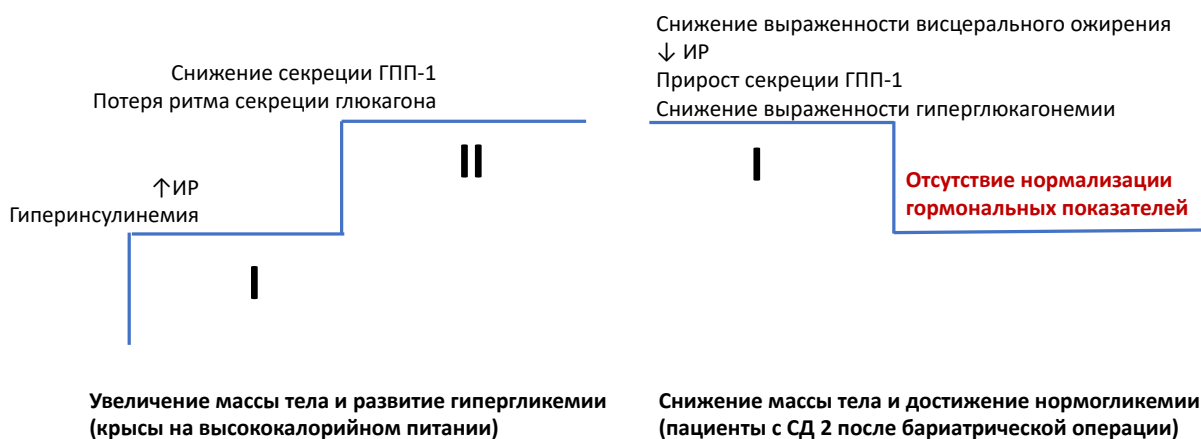 Снижение секреции ГПП-1
Потеря ритма секреции глюкагона
↑ИР
Гиперинсулинемия
I
II
Увеличение массы тела и развитие гипергликемии
(крысы на высококалорийном питании)
Снижение выраженности висцерального ожирения
↓ ИР
Прирост секреции ГПП-1
Снижение выраженности гиперглюкагонемии
I
Отсутствие нормализации
гормональных показателей
Снижение массы тела и достижение нормогликемии
(пациенты с СД 2 после бариатрической операции)